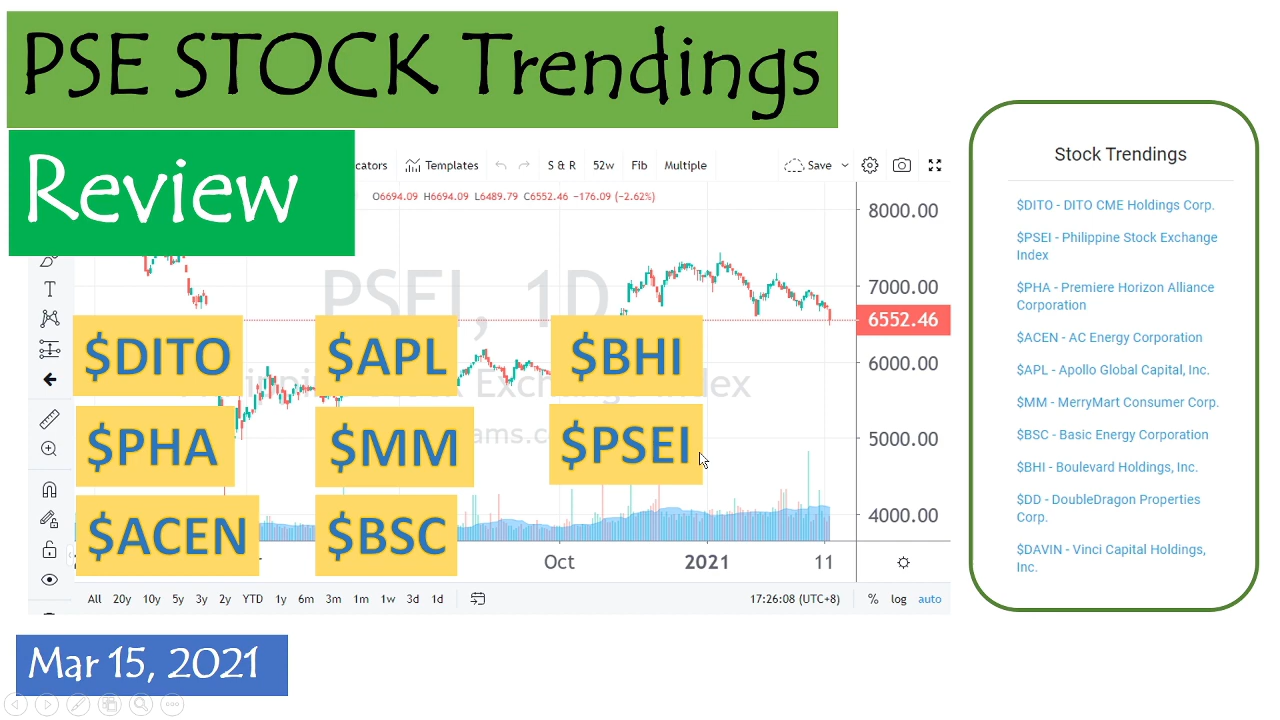 PSE STOCK Trendings
Review
Templates
S & R
52w
Fib
Multiple
Save
O6694.09 H6694.09 L6489.79 C6552.46 −176.09 (−2.62%)
PSEI, 1D
8000.00
7000.00
6552.46
6000.00
5000.00
4000.00
$DITO
$APL
$BHI
$PHA
$MM
$PSEI
$ACEN
$BSC
Oct
2021
11
All 20y 10y 5y 3y 2y YTD 1y 6m 3m 1m 1w 3d 1d
17:26:08 (UTC+8)
% log auto
Mar 15, 2021
Stock Trendings
$DITO - DITO CME Holdings Corp.
$PSEI - Philippine Stock Exchange
Index
$PHA - Premiere Horizon Alliance
Corporation
$ACEN - AC Energy Corporation
$APL - Apollo Global Capital, Inc.
$MM - MerryMart Consumer Corp.
$BSC - Basic Energy Corporation
$BHI - Boulevard Holdings, Inc.
$DD - DoubleDragon Properties
Corp.
$DAVIN - Vinci Capital Holdings,
Inc.